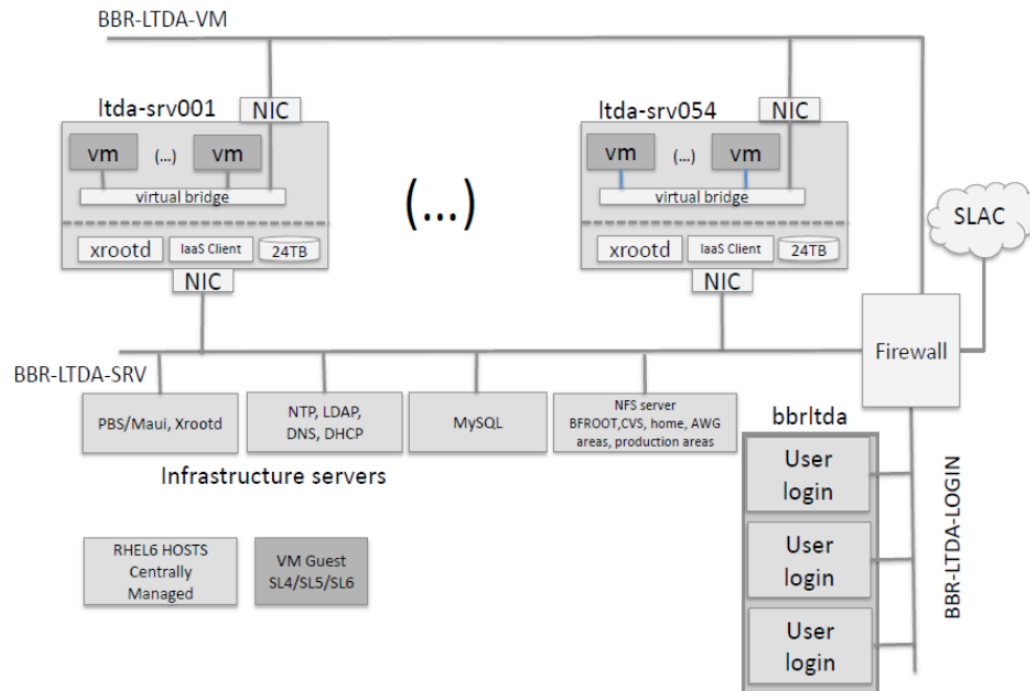 BBR-LTDA-VM
ltda-srv001
NIC
vm
(...)
vm
virtual bridge
xrootd
IaaS Client
24TB
NIC
(...)
ltda-srv054
NIC
vm
(...)
vm
virtual bridge
xrootd
IaaS Client
24TB
NIC
SLAC
Firewall
BBR-LTDA-SRV
PBS/Maui, Xrootd
NTP, LDAP,
DNS, DHCP
MySQL
NFS server
BFROOT,CVS, home, AWG
areas, production areas
Infrastructure servers
bbrltda
User
login
User
login
User
login
BBR-LTDA-LOGIN
RHEL6 HOSTS
Centrally
Managed
VM Guest
SL4/SL5/SL6